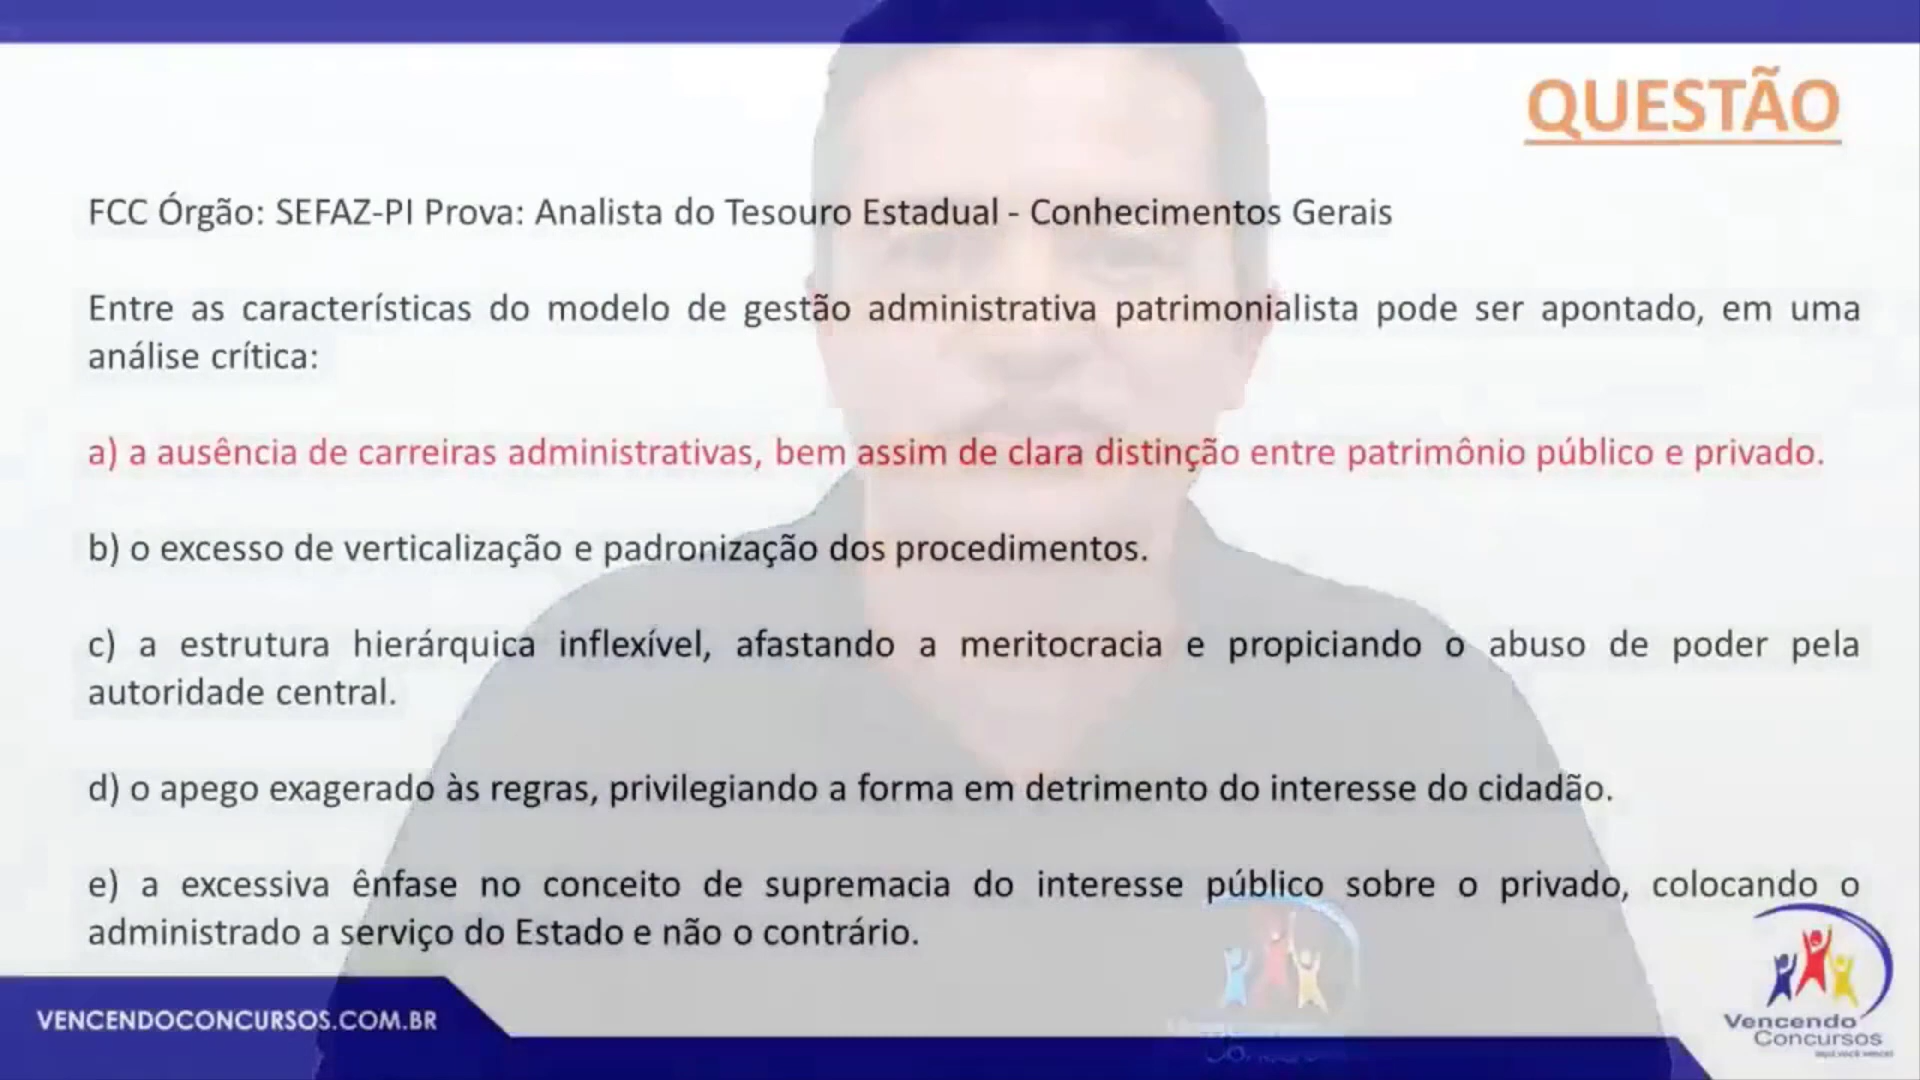 QUESTÃO
FCC Órgão: SEFAZ-PI Prova: Analista do Tesouro Estadual - Conhecimentos Gerais
Entre as características do modelo de gestão administrativa patrimonialista pode ser apontado, em uma
análise crítica:
a) a ausência de carreiras administrativas, bem assim de clara distinção entre patrimônio público e privado.
b) o excesso de verticalização e padronização dos procedimentos.
c) a estrutura hierárquica inflexível, afastando a meritocracia e propiciando o abuso de poder pela
autoridade central.
d) o apego exagerado às regras, privilegiando a forma em detrimento do interesse do cidadão.
e) a excessiva ênfase no conceito de supremacia do interesse público sobre o privado, colocando o
administrado a serviço do Estado e não o contrário.
VENCENDOCONCURSOS.COM.BR
Vencendo
Concursos